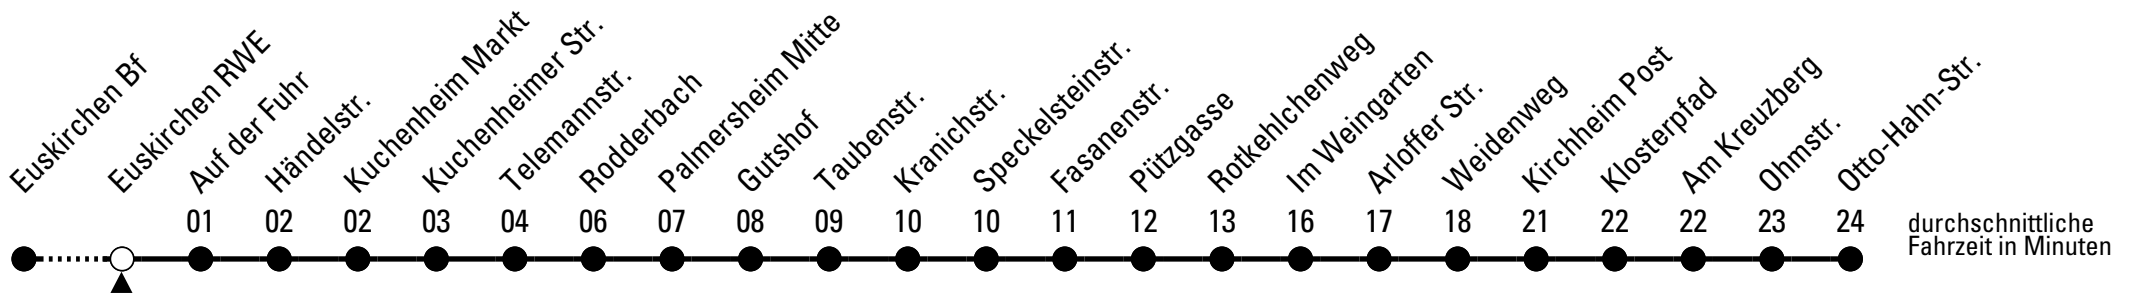 Euskirchen Bf
Euskirchen RWE
Auf der Fuhr
Händelstr.
Kuchenheim Markt
Kuchenheimer Str.
Telemannstr.
Rodderbach
Palmersheim Mitte
Gutshof
Taubenstr.
Kranichstr.
Speckelsteinstr.
Fasanenstr.
Pützgasse
Rotkehlchenweg
Im Weingarten
Arloffer Str.
Weidenweg
Kirchheim Post
Klosterpfad
Am Kreuzberg
Ohmstr.
Otto-Hahn-Str.
01 02 02 03 04 06 07 08 09 10 10 11 12 13 16 17 18 21 22 22 23 24
durchschnittliche
Fahrzeit in Minuten